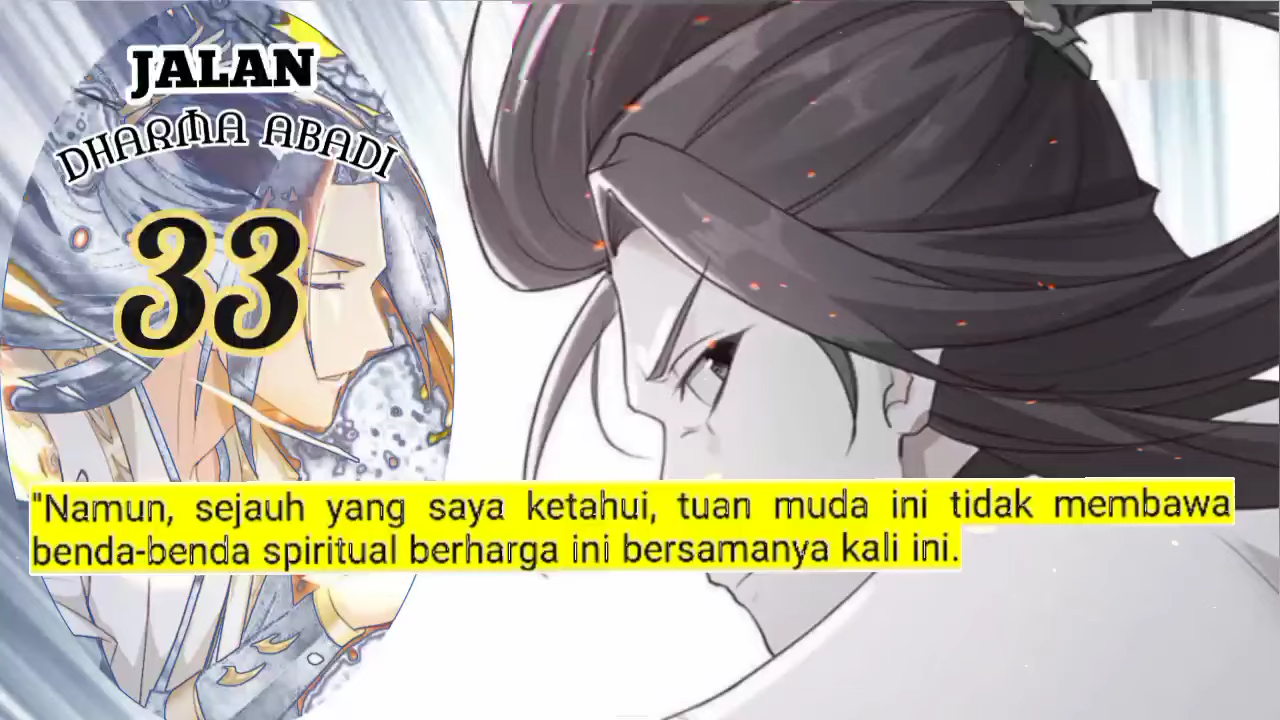 JALAN
DHARMA ABADI
33
"Namun, sejauh yang saya ketahui, tuan muda ini tidak membawa
benda-benda spiritual berharga ini bersamanya kali ini.